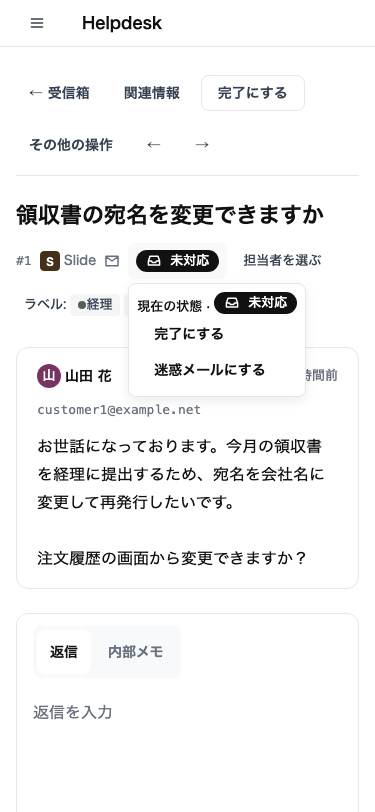 Helpdesk
← 受信箱 関連情報 完了にする
その他の操作 ← →
領収書の宛名を変更できますか
#1 S Slide 未対応 担当者を選ぶ
ラベル: 経理
現在の状態 · 未対応
完了にする
迷惑メールにする
山 山田 花 時間前
customer1@example.net
お世話になっております。今月の領収書
を経理に提出するため、宛名を会社名に
変更して再発行したいです。
注文履歴の画面から変更できますか？
返信 内部メモ
返信を入力